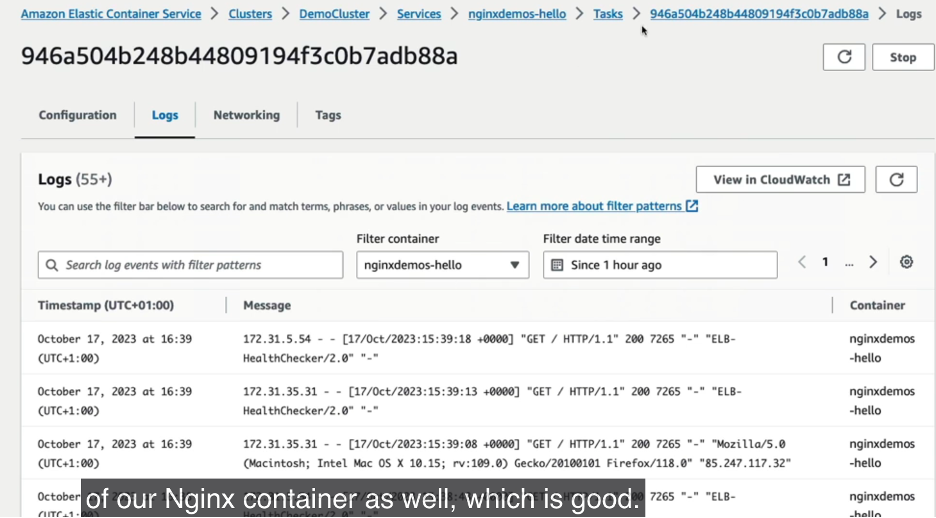 Amazon Elastic Container Service > Clusters > DemoCluster > Services > nginxdemos-hello > Tasks > 946a504b248b44809194f3c0b7adb88a > Logs
946a504b248b44809194f3c0b7adb88a
Stop
Configuration Logs Networking Tags
Logs (55+)
View in CloudWatch
You can use the filter bar below to search for and match terms, phrases, or values in your log events. Learn more about filter patterns
Filter container Filter date time range
Search log events with filter patterns nginxdemos-hello Since 1 hour ago 1 ...
Timestamp (UTC+01:00) Message Container
October 17, 2023 at 16:39 172.31.5.54 - - [17/Oct/2023:15:39:18 +0000] "GET / HTTP/1.1" 200 7265 "-" "ELB- nginxdemos
(UTC+1:00) HealthChecker/2.0" "-" -hello
October 17, 2023 at 16:39 172.31.35.31 - - [17/Oct/2023:15:39:13 +0000] "GET / HTTP/1.1" 200 7265 "-" "ELB- nginxdemos
(UTC+1:00) HealthChecker/2.0" "-" -hello
October 17, 2023 at 16:39 172.31.35.31 - - [17/Oct/2023:15:39:08 +0000] "GET / HTTP/1.1" 200 7265 "-" "Mozilla/5.0 nginxdemos
(UTC+1:00) (Macintosh; Intel Mac OS X 10.15; rv:109.0) Gecko/20100101 Firefox/118.0" "85.247.117.32" -hello
7265 "-" "ELB- nginxdemos
-hello
of our Nginx container as well, which is good.